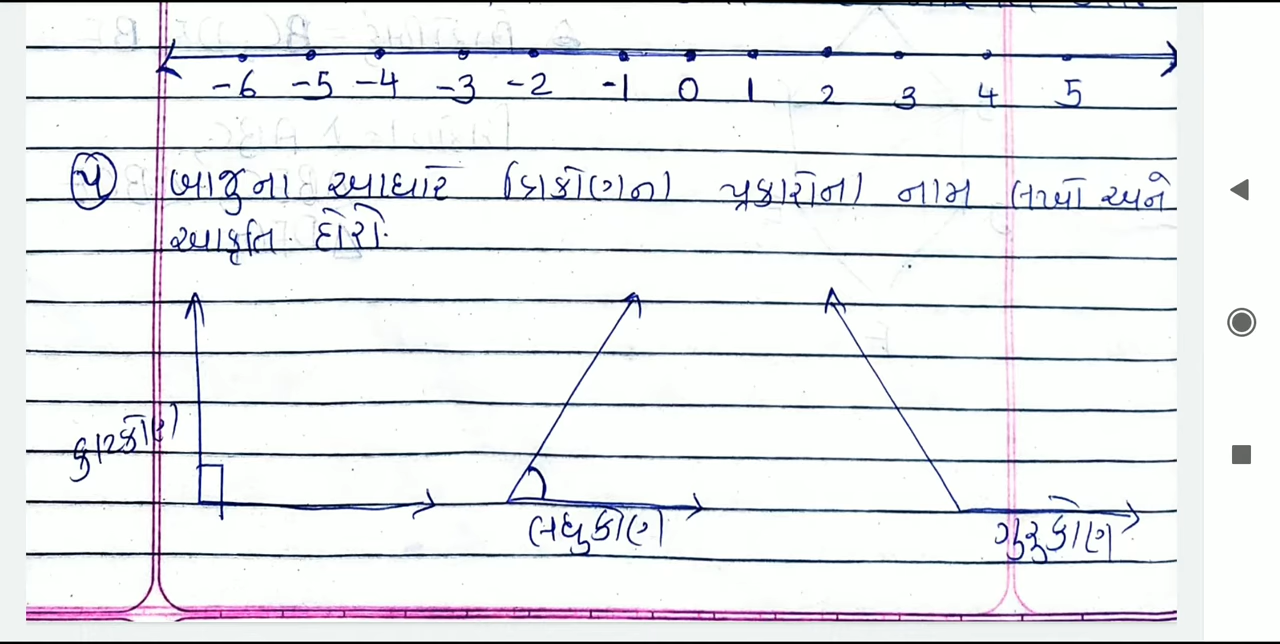 -6 -5 -4 -3 -2 -1 0 1 2 3 4 5
૫ બાજુના આધારે ત્રિકોણના પ્રકારોના નામ લખો અને
આકૃતિ દોરો.
કાટકોણ
લઘુકોણ
ગુરુકોણ